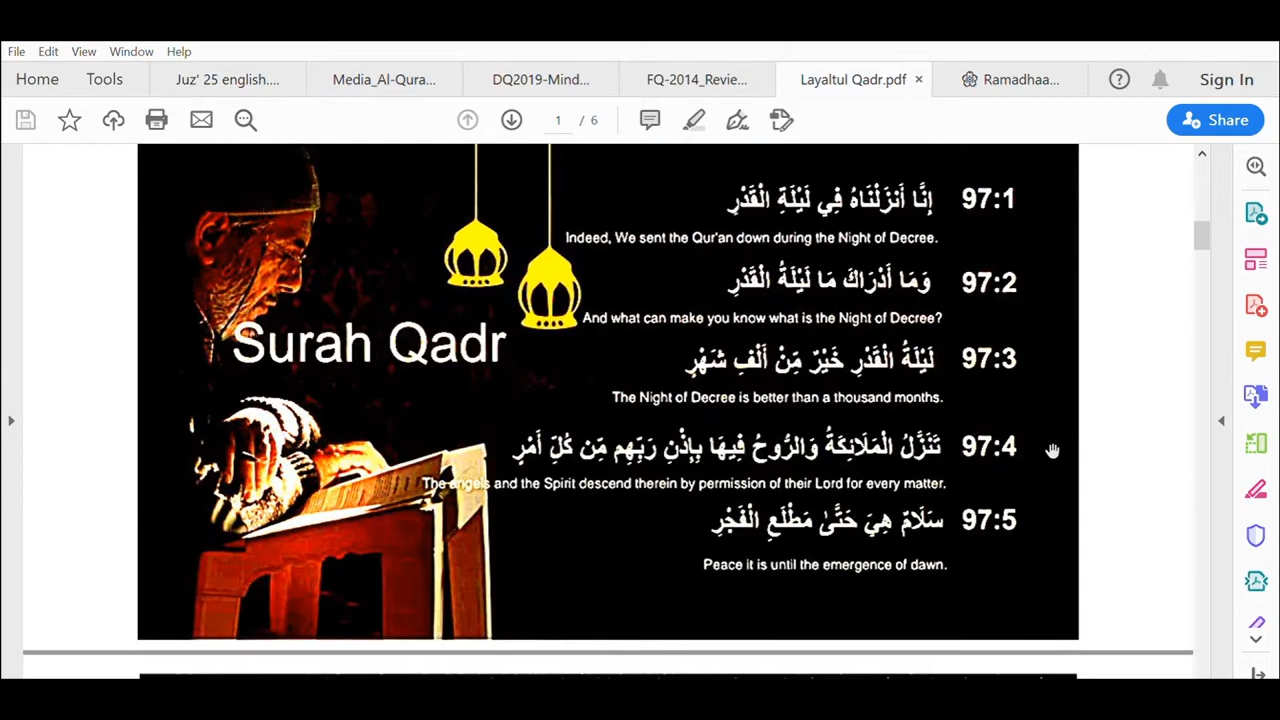 File Edit View Window Help
Home Tools Juz' 25 english.... Media_Al-Qura... DQ2019-Mind... FQ-2014_Revie... Layaltul Qadr.pdf × Ramadhaa... Sign In
1 / 6 Share
إِنَّا أَنزَلْنَاهُ فِي لَيْلَةِ الْقَدْرِ 97:1
Indeed, We sent the Qur'an down during the Night of Decree.
وَمَا أَدْرَاكَ مَا لَيْلَةُ الْقَدْرِ 97:2
And what can make you know what is the Night of Decree?
Surah Qadr
لَيْلَةُ الْقَدْرِ خَيْرٌ مِّنْ أَلْفِ شَهْرٍ 97:3
The Night of Decree is better than a thousand months.
تَنَزَّلُ الْمَلَائِكَةُ وَالرُّوحُ فِيهَا بِإِذْنِ رَبِّهِم مِّن كُلِّ أَمْرٍ 97:4
The angels and the Spirit descend therein by permission of their Lord for every matter.
سَلَامٌ هِيَ حَتَّىٰ مَطْلَعِ الْفَجْرِ 97:5
Peace it is until the emergence of dawn.